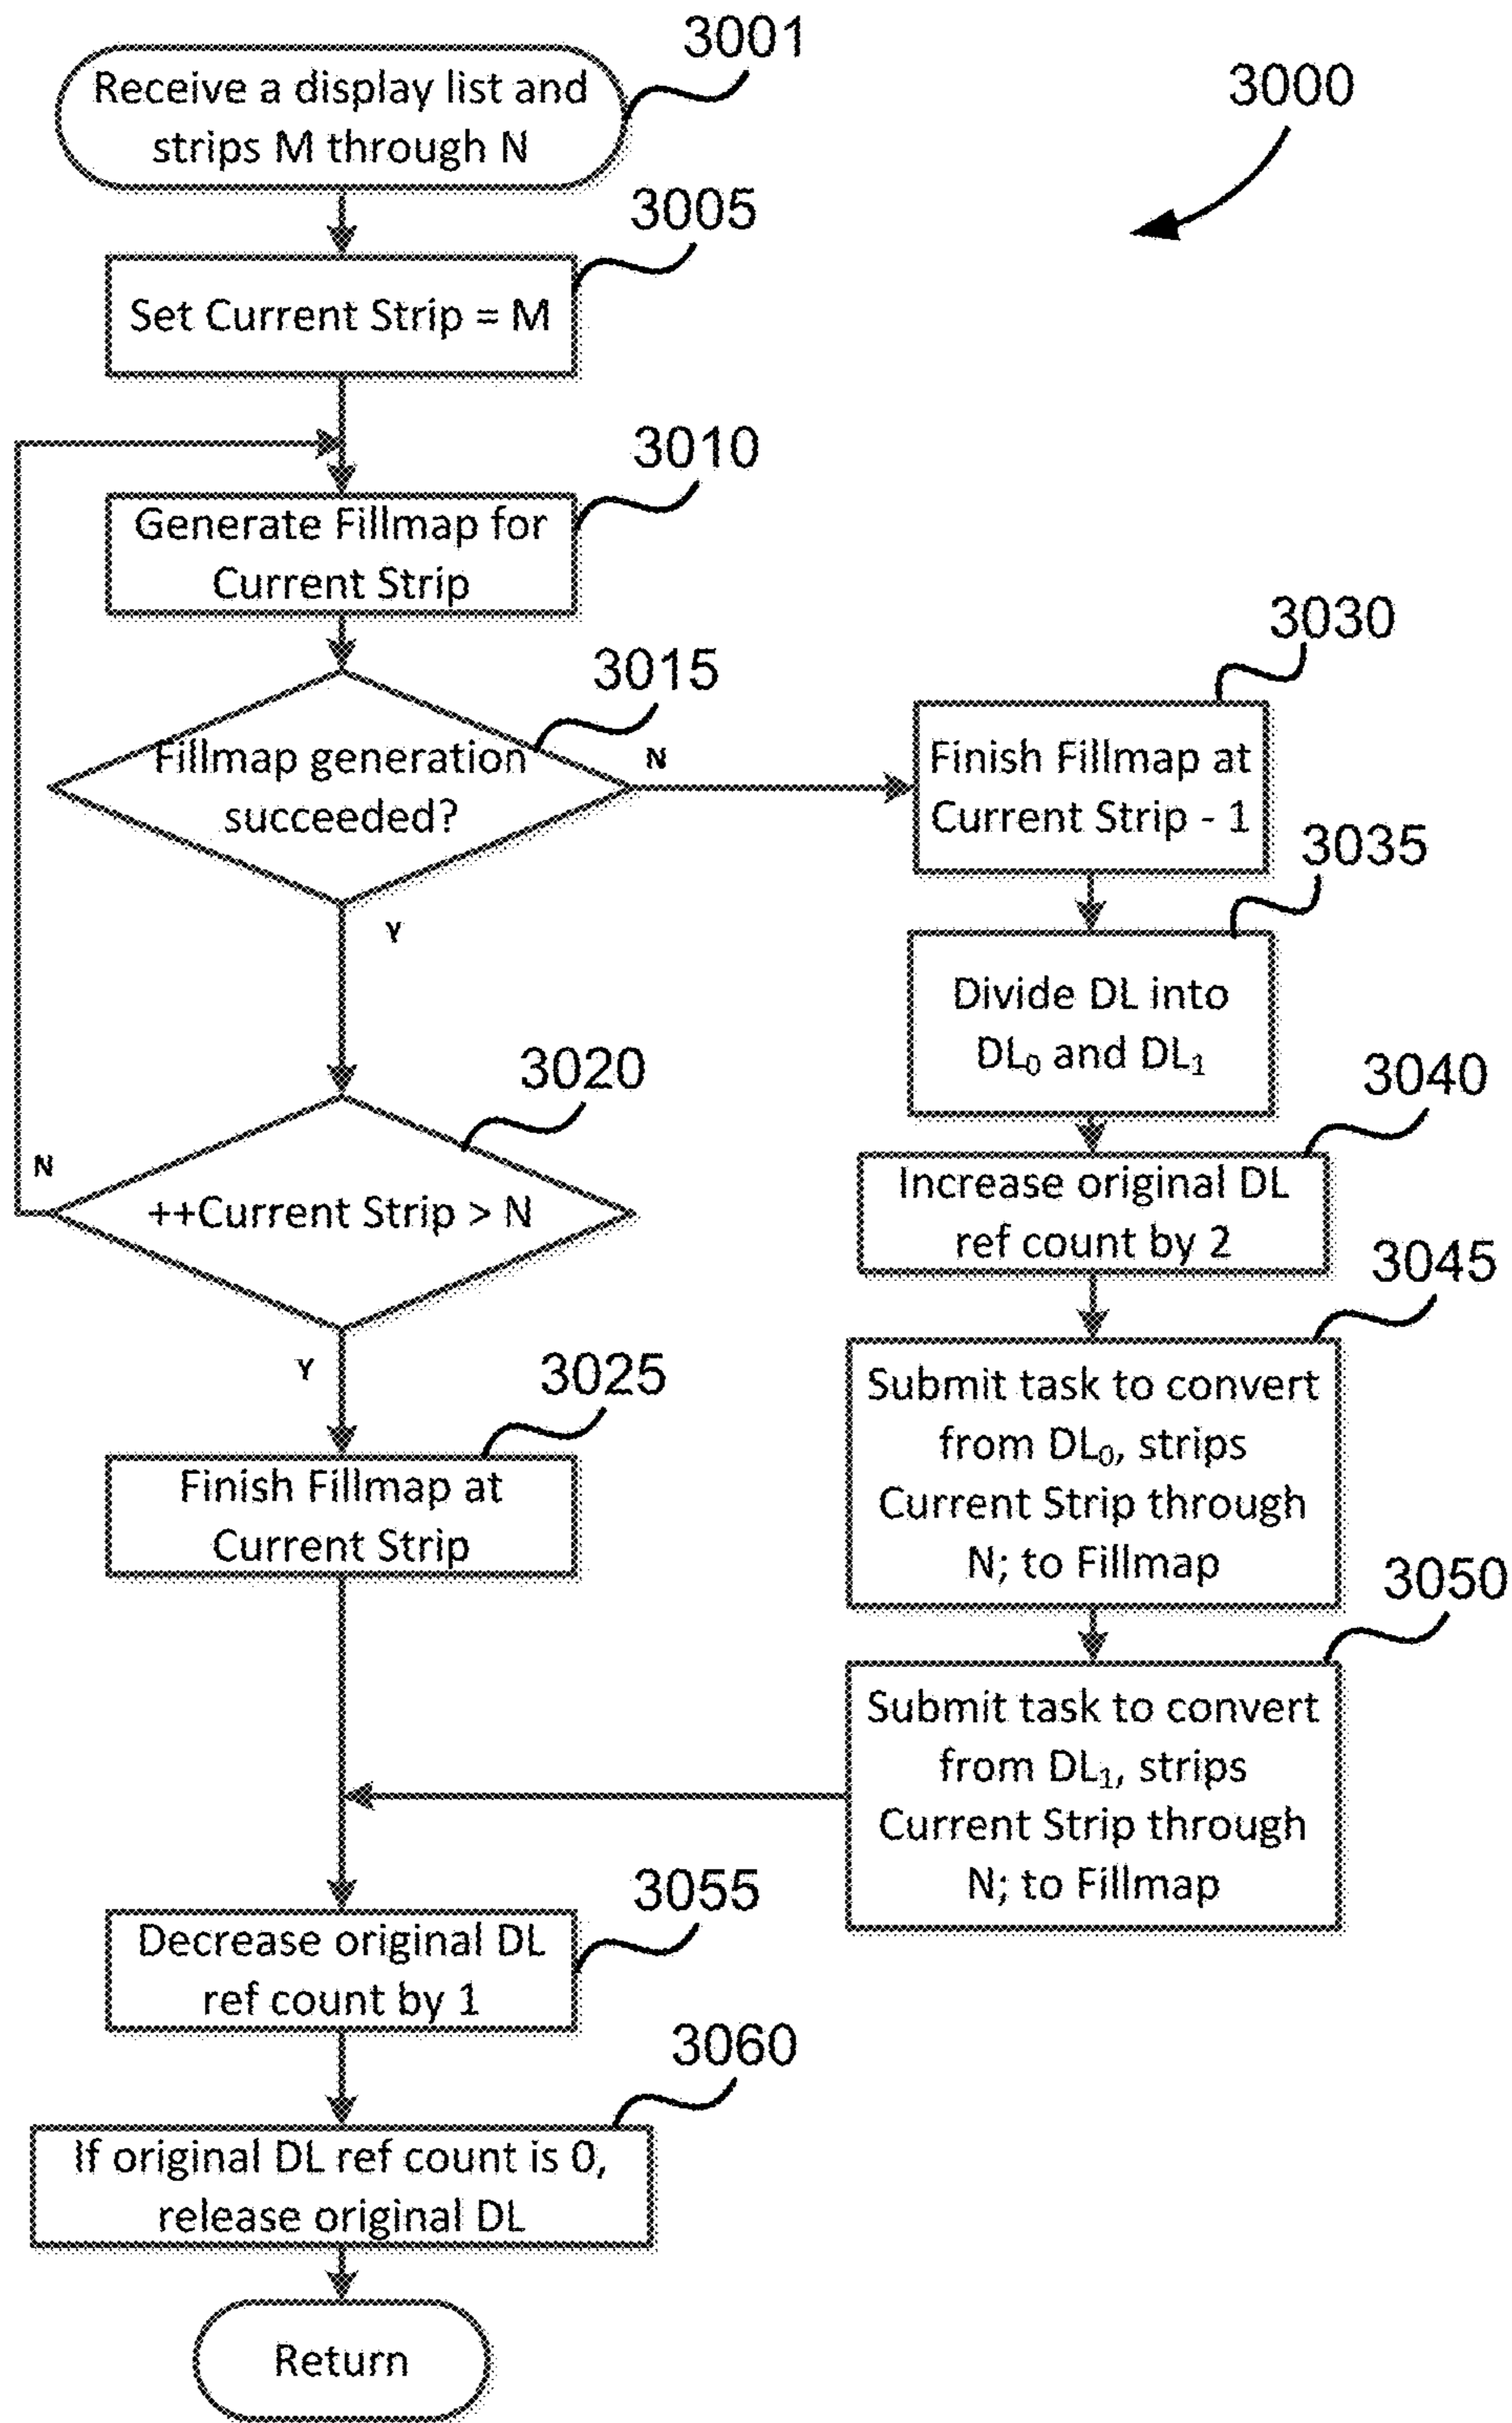 3001
Receive a display list and
strips M through N
3000
3005
Set Current Strip = M
3010
Generate Fillmap for
Current Strip
3015
Fillmap generation
succeeded?
N
Y
3020
++Current Strip > N
N
Y
3025
Finish Fillmap at
Current Strip
3030
Finish Fillmap at
Current Strip - 1
3035
Divide DL into
DL₀ and DL₁
3040
Increase original DL
ref count by 2
3045
Submit task to convert
from DL₀, strips
Current Strip through
N; to Fillmap
3050
Submit task to convert
from DL₁, strips
Current Strip through
N; to Fillmap
3055
Decrease original DL
ref count by 1
3060
If original DL ref count is 0,
release original DL
Return